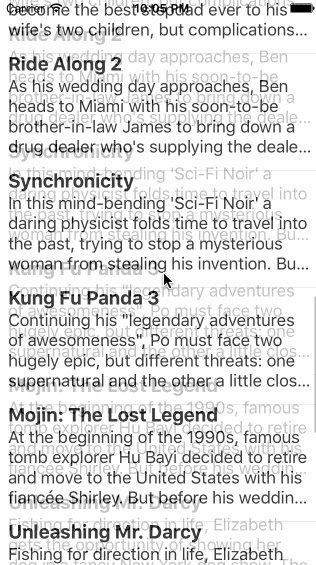 10:05 PM
become the best stepdad ever to his
wife's two children, but complications...
Ride Along 2
As his wedding day approaches, Ben
heads to Miami with his soon-to-be
brother-in-law James to bring down a
drug dealer who's supplying the deale...
Synchronicity
In this mind-bending 'Sci-Fi Noir' a
daring physicist folds time to travel into
the past, trying to stop a mysterious
woman from stealing his invention. Bu...
Kung Fu Panda 3
Continuing his "legendary adventures
of awesomeness", Po must face two
hugely epic, but different threats: one
supernatural and the other a little clos...
Mojin: The Lost Legend
At the beginning of the 1990s, famous
tomb explorer Hu Bayi decided to retire
and move to the United States with his
fiancée Shirley. But before his weddin...
Unleashing Mr. Darcy
Fishing for direction in life, Elizabeth
gets the opportunity of showing her